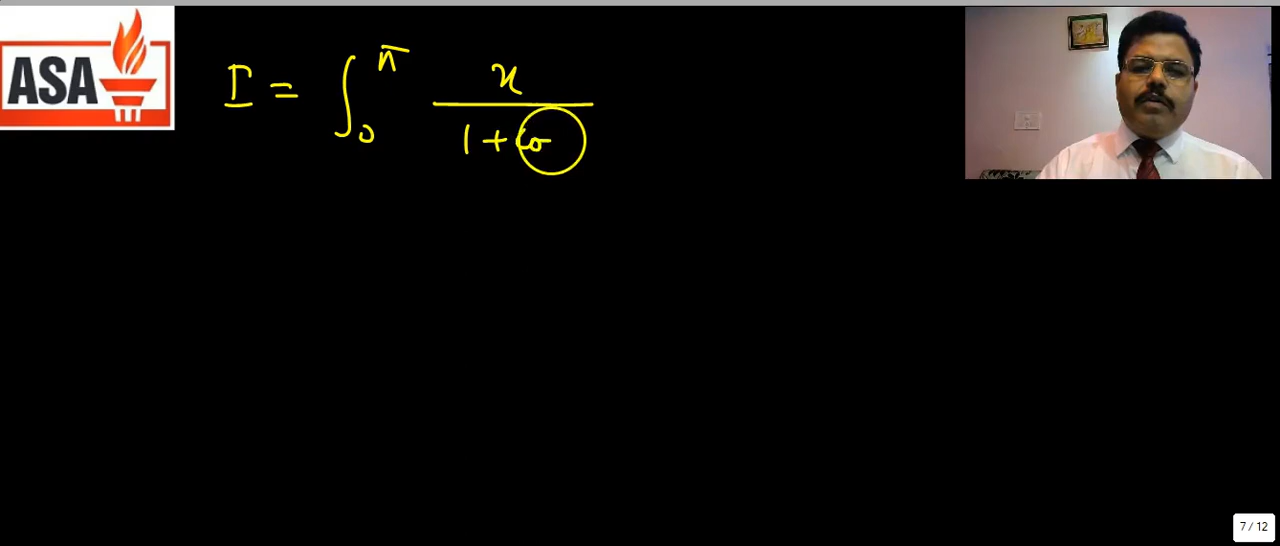 ASA
I = ∫₀^π x / (1 + co
7 / 12